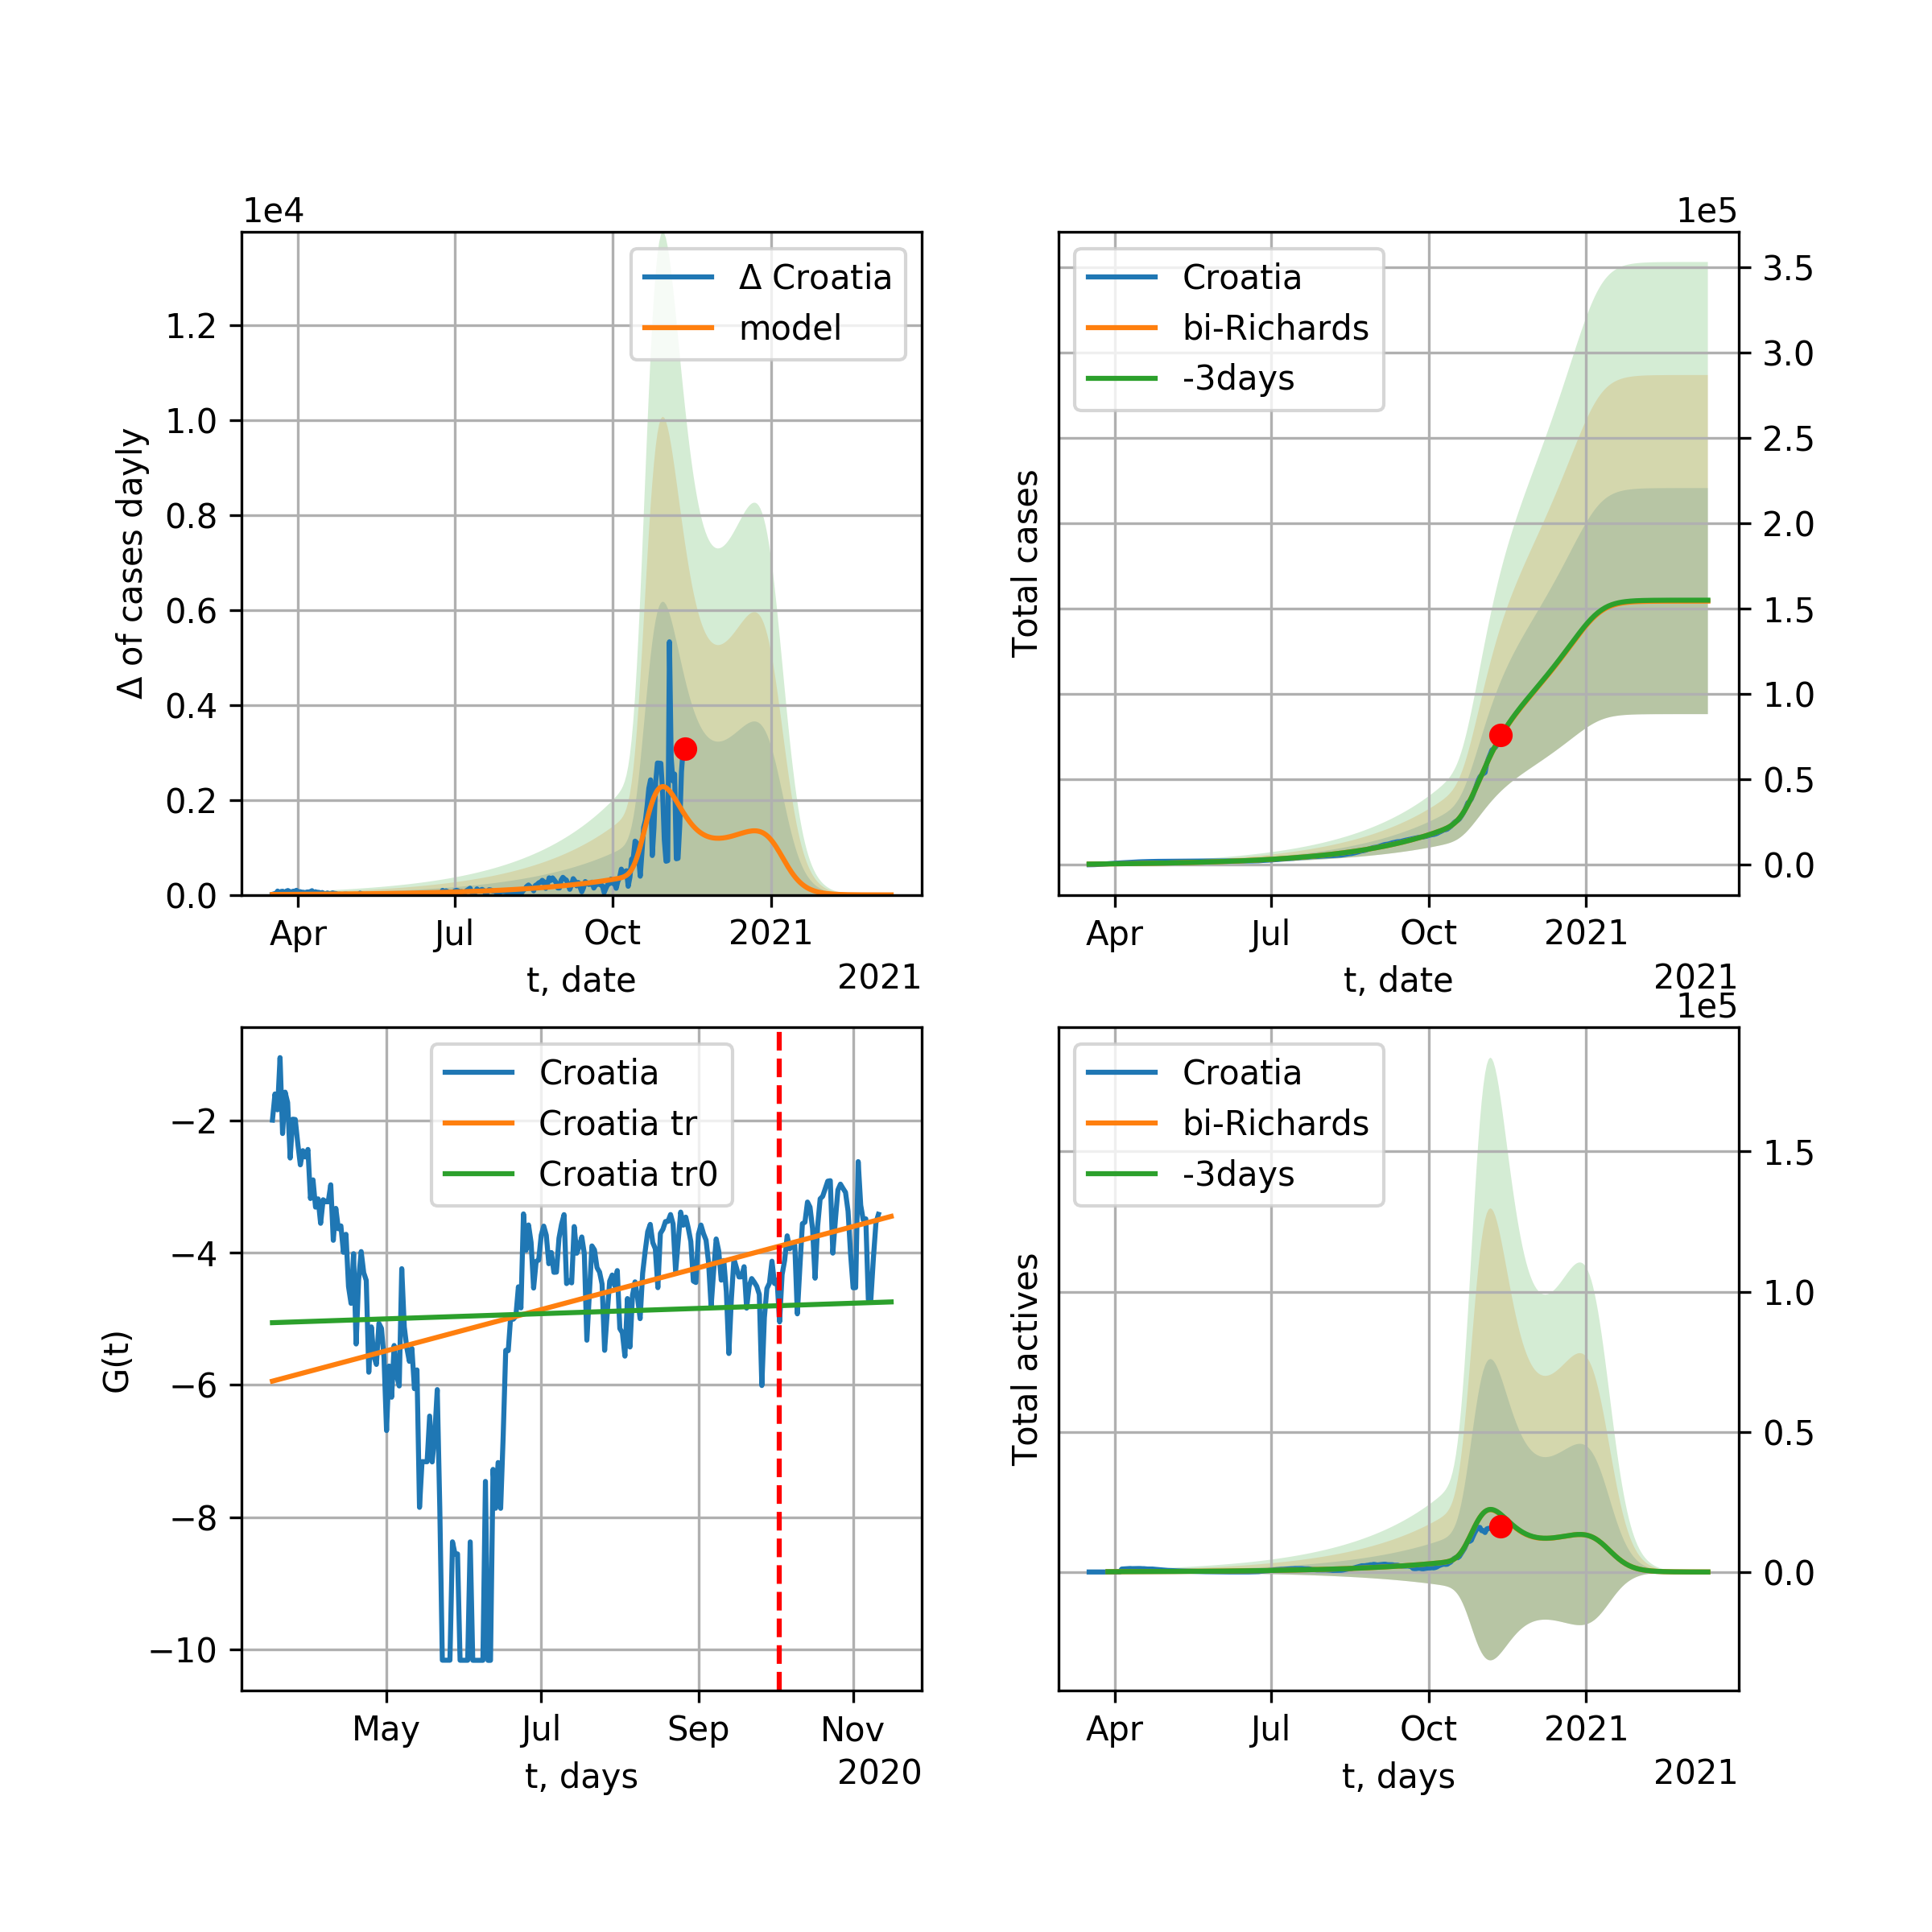 1e4
Δ of cases dayly
1.2
1.0
0.8
0.6
0.4
0.2
0.0
Δ Croatia
model
Apr Jul Oct 2021
t, date
2021
1e5
Total cases
Croatia
bi-Richards
-3days
3.5
3.0
2.5
2.0
1.5
1.0
0.5
0.0
Apr Jul Oct 2021
t, date
2021
G(t)
−2
−4
−6
−8
−10
Croatia
Croatia tr
Croatia tr0
May Jul Sep Nov
t, days
2020
1e5
Total actives
Croatia
bi-Richards
-3days
1.5
1.0
0.5
0.0
Apr Jul Oct 2021
t, days
2021